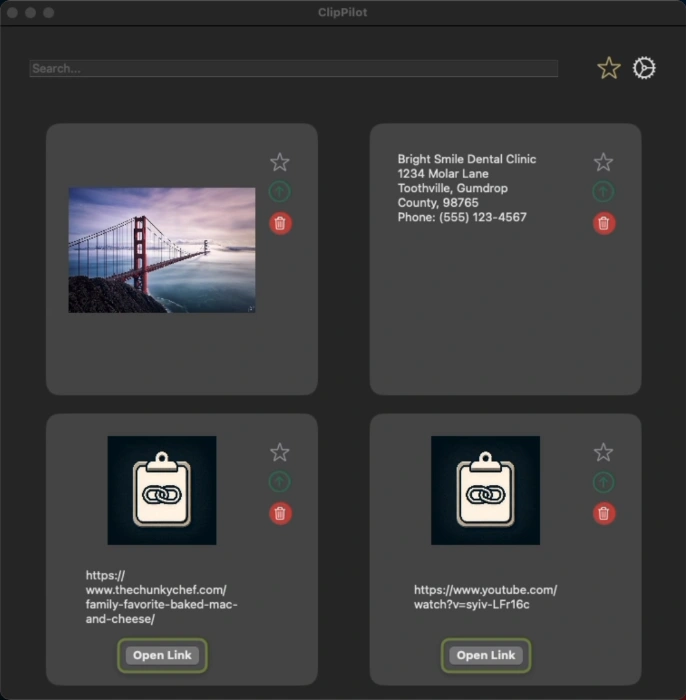 ClipPilot
Search...
Bright Smile Dental Clinic
1234 Molar Lane
Toothville, Gumdrop
County, 98765
Phone: (555) 123-4567
https://
www.thechunkychef.com/
family-favorite-baked-mac-
and-cheese/
Open Link
https://www.youtube.com/
watch?v=syiv-LFr16c
Open Link